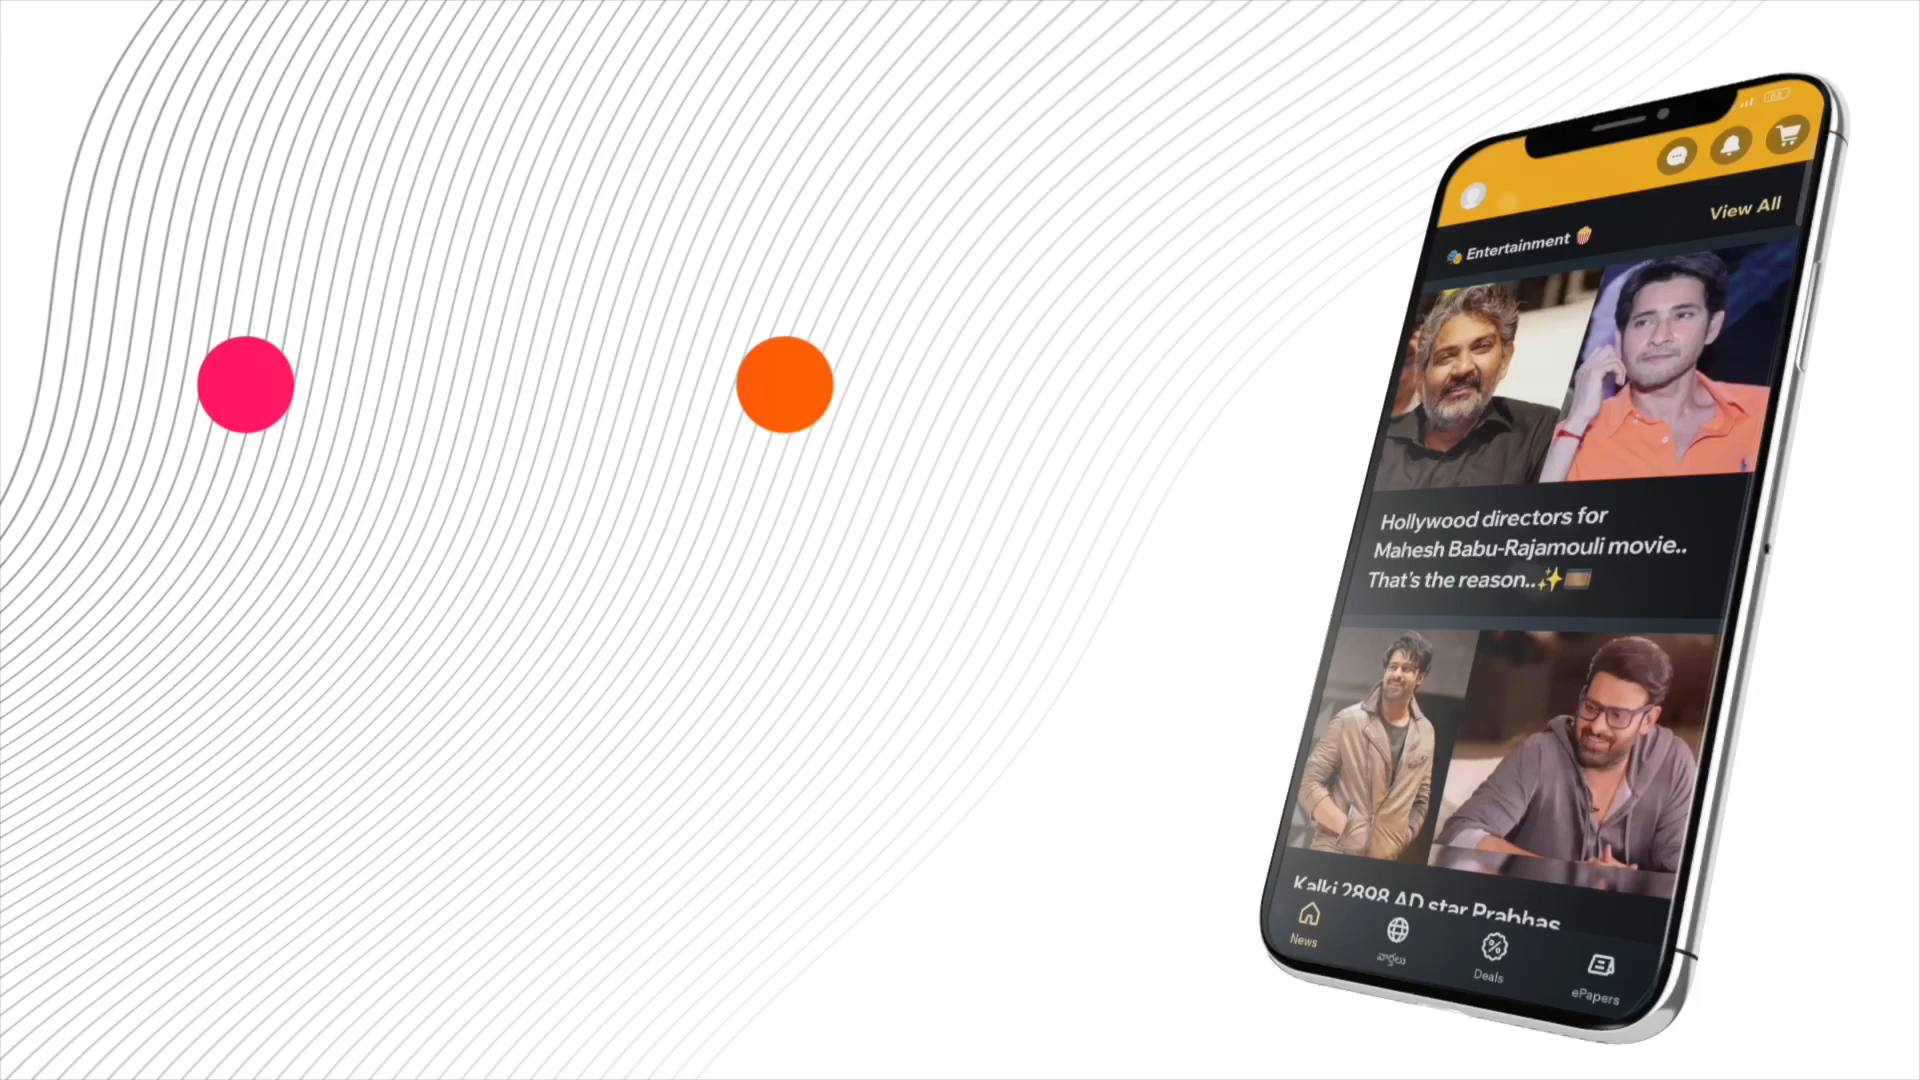 View All
🎭 Entertainment 🍿
Hollywood directors for
Mahesh Babu-Rajamouli movie..
That's the reason..✨🎞️
Kalki 2898 AD star Prabhas
News
వార్తలు
Deals
ePapers